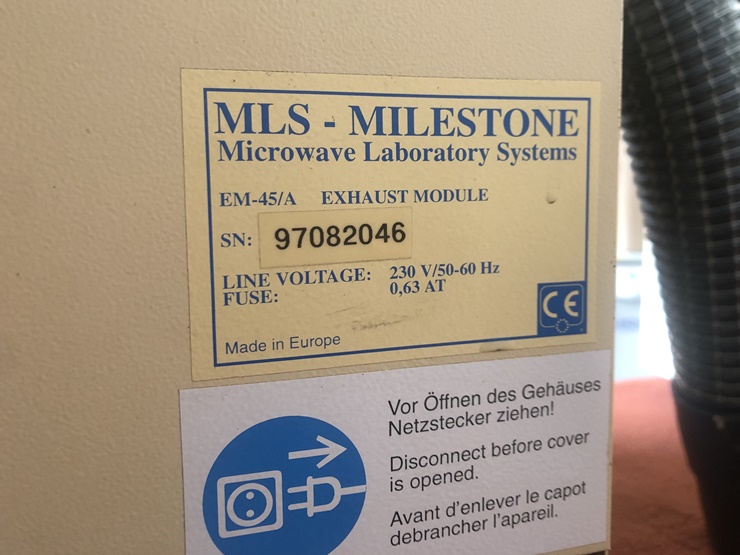 MLS - MILESTONE
Microwave Laboratory Systems
EM-45/A EXHAUST MODULE
SN: 97082046
LINE VOLTAGE: 230 V/50-60 Hz
FUSE: 0,63 AT
CE
Made in Europe
Vor Öffnen des Gehäuses
Netzstecker ziehen!
Disconnect before cover
is opened.
Avant d'enlever le capot
debrancher l'appareil.